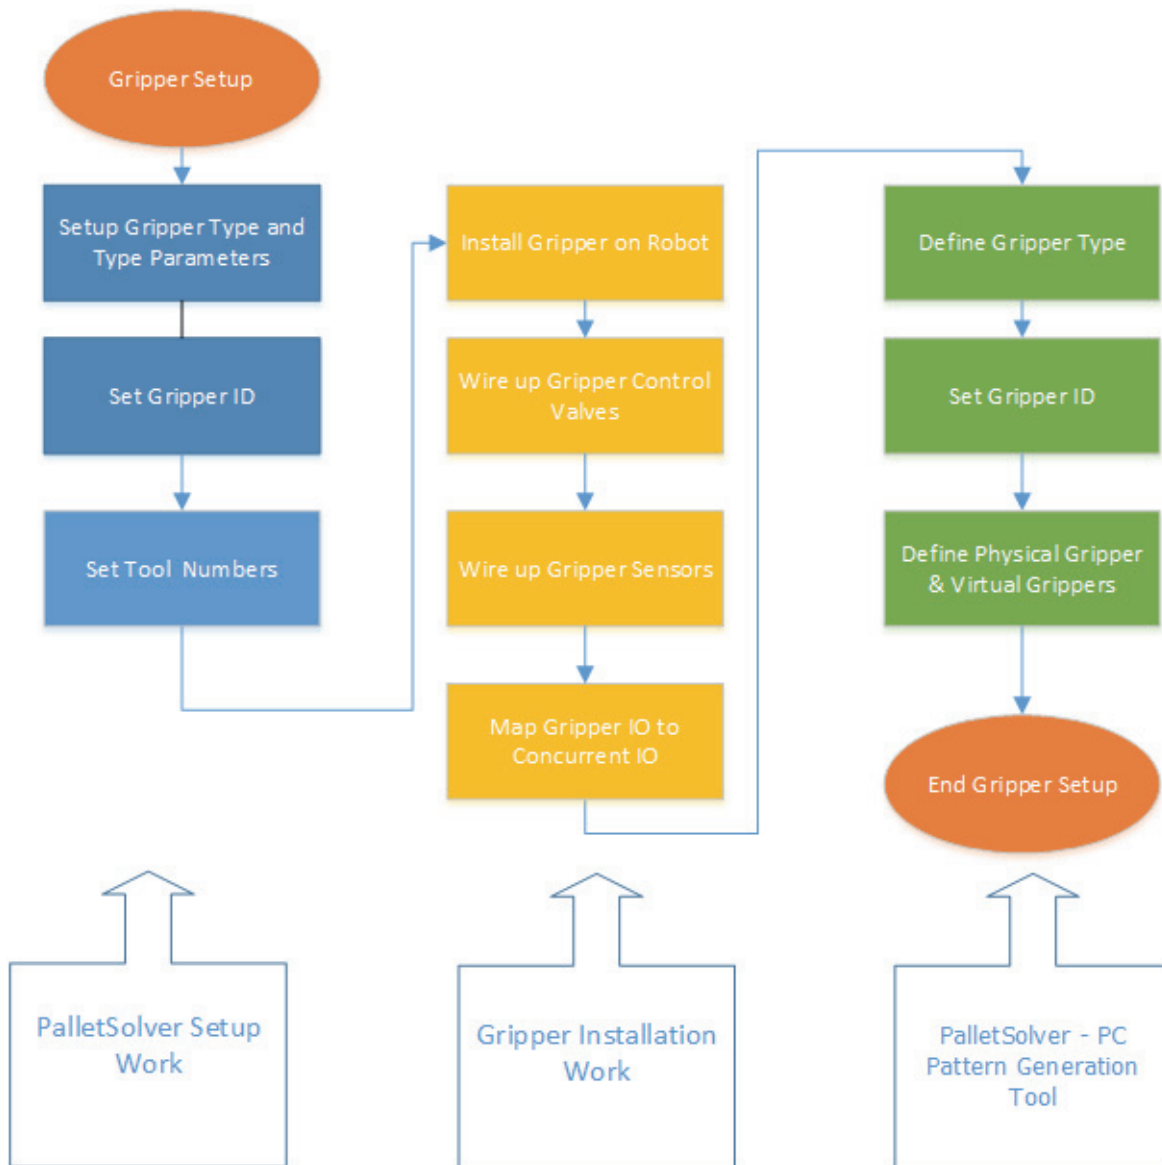 Gripper Setup
Setup Gripper Type and
Type Parameters
Set Gripper ID
Set Tool Numbers
Install Gripper on Robot
Wire up Gripper Control
Valves
Wire up Gripper Sensors
Map Gripper IO to
Concurrent IO
Define Gripper Type
Set Gripper ID
Define Physical Gripper
& Virtual Grippers
End Gripper Setup
PalletSolver Setup
Work
Gripper Installation
Work
PalletSolver - PC
Pattern Generation
Tool